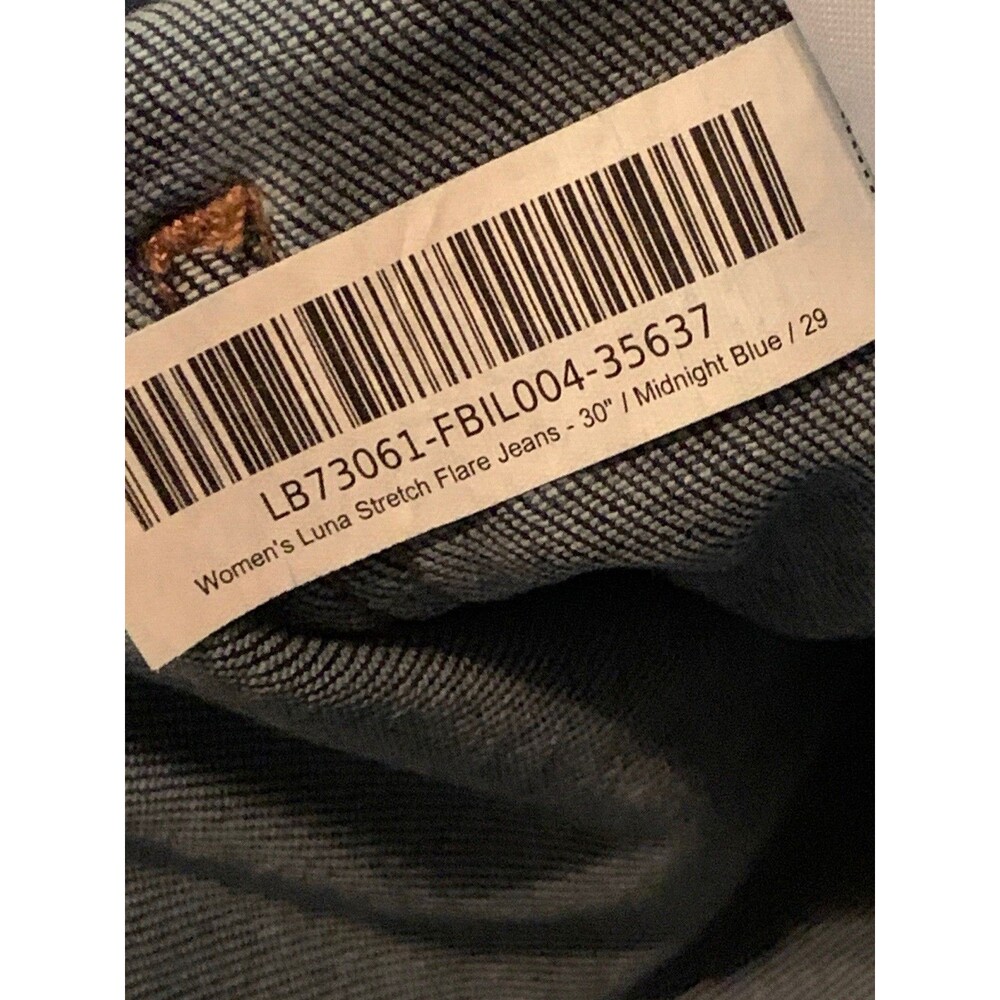 LB73061-FBIL004-35637
Women's Luna Stretch Flare Jeans - 30" / Midnight Blue / 29